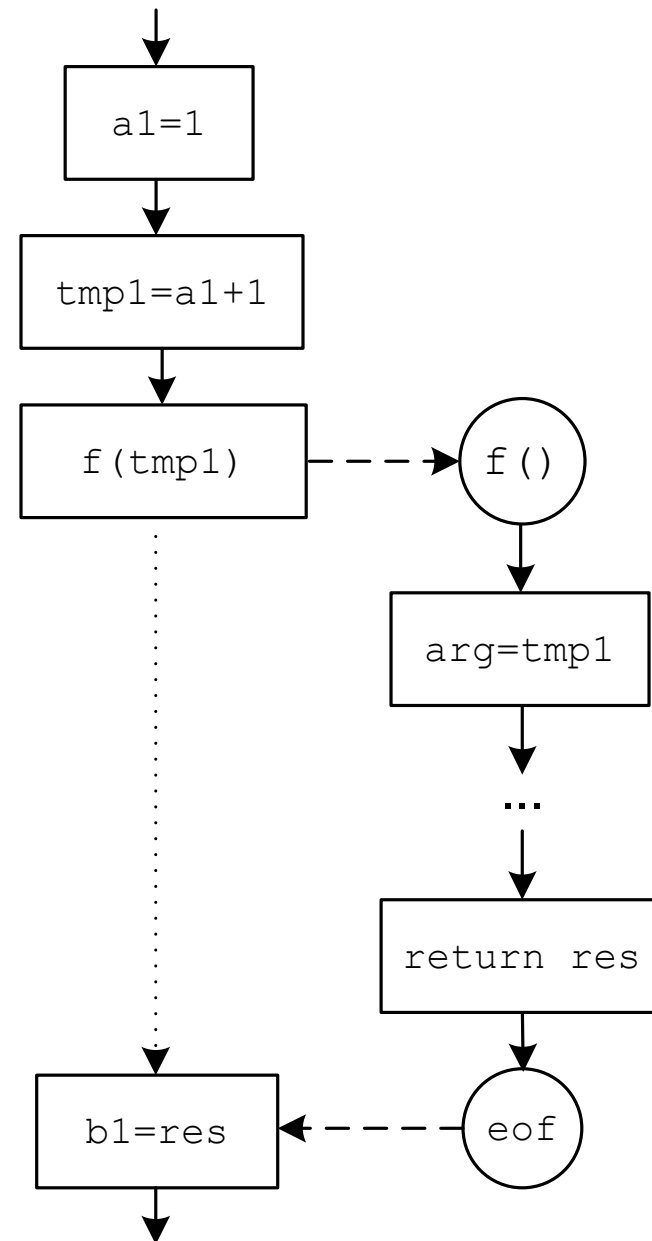 a1=1
tmp1=a1+1
f(tmp1)
f()
arg=tmp1
...
return res
eof
b1=res